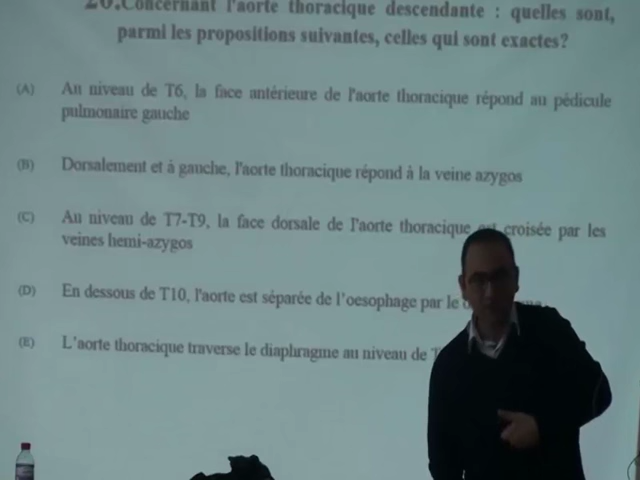 20.Concernant l'aorte thoracique descendante : quelles sont,
parmi les propositions suivantes, celles qui sont exactes?
(A) Au niveau de T6, la face antérieure de l'aorte thoracique répond au pédicule
pulmonaire gauche
(B) Dorsalement et à gauche, l'aorte thoracique répond à la veine azygos
(C) Au niveau de T7-T9, la face dorsale de l'aorte thoracique est croisée par les
veines hemi-azygos
(D) En dessous de T10, l'aorte est séparée de l'oesophage par le
(E) L'aorte thoracique traverse le diaphragme au niveau de